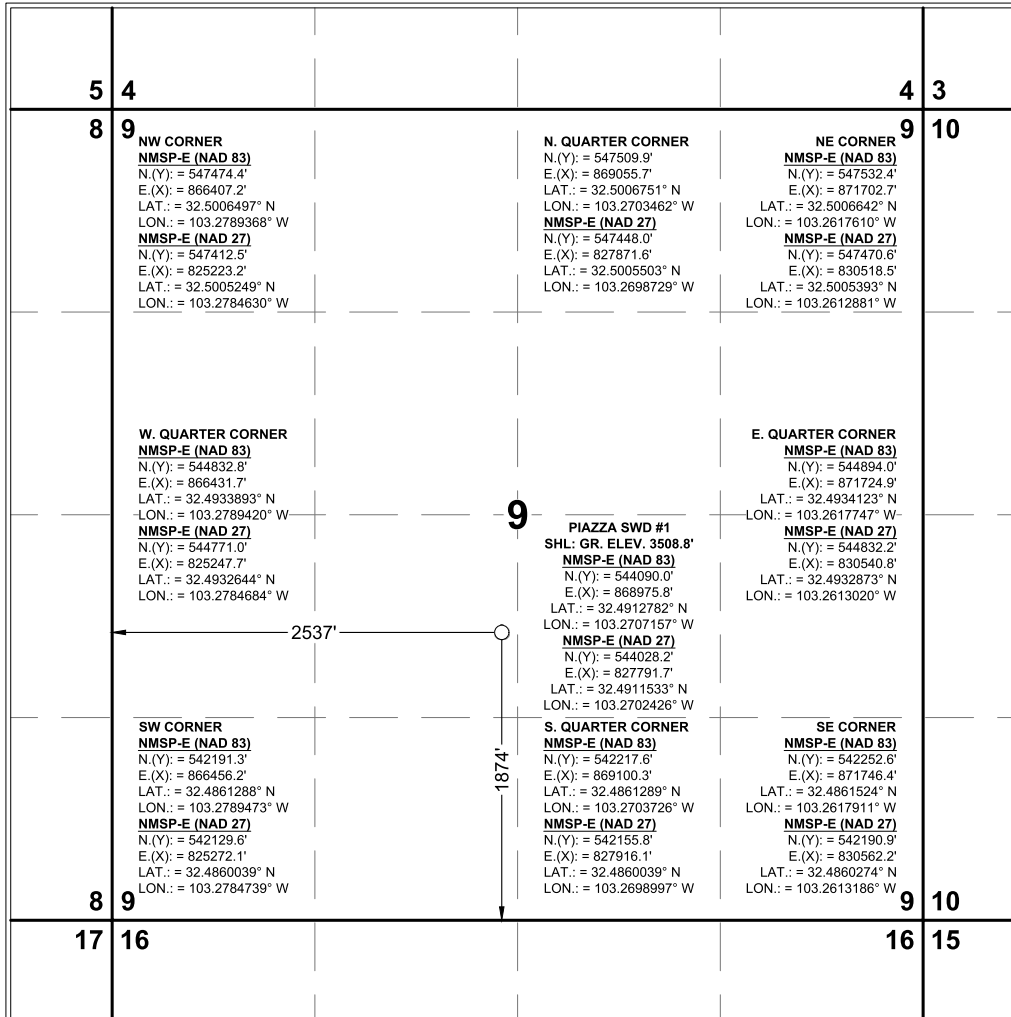 5 4
4 3
8 9
9 10
NW CORNER
NMSP-E (NAD 83)
N.(Y): = 547474.4'
E.(X): = 866407.2'
LAT.: = 32.5006497° N
LON.: = 103.2789368° W
NMSP-E (NAD 27)
N.(Y): = 547412.5'
E.(X): = 825223.2'
LAT.: = 32.5005249° N
LON.: = 103.2784630° W
N. QUARTER CORNER
N.(Y): = 547509.9'
E.(X): = 869055.7'
LAT.: = 32.5006751° N
LON.: = 103.2703462° W
NMSP-E (NAD 27)
N.(Y): = 547448.0'
E.(X): = 827871.6'
LAT.: = 32.5005503° N
LON.: = 103.2698729° W
NE CORNER
NMSP-E (NAD 83)
N.(Y): = 547532.4'
E.(X): = 871702.7'
LAT.: = 32.5006642° N
LON.: = 103.2617610° W
NMSP-E (NAD 27)
N.(Y): = 547470.6'
E.(X): = 830518.5'
LAT.: = 32.5005393° N
LON.: = 103.2612881° W
W. QUARTER CORNER
NMSP-E (NAD 83)
N.(Y): = 544832.8'
E.(X): = 866431.7'
LAT.: = 32.4933893° N
LON.: = 103.2789420° W
NMSP-E (NAD 27)
N.(Y): = 544771.0'
E.(X): = 825247.7'
LAT.: = 32.4932644° N
LON.: = 103.2784684° W
9
PIAZZA SWD #1
SHL: GR. ELEV. 3508.8'
NMSP-E (NAD 83)
N.(Y): = 544090.0'
E.(X): = 868975.8'
LAT.: = 32.4912782° N
LON.: = 103.2707157° W
NMSP-E (NAD 27)
N.(Y): = 544028.2'
E.(X): = 827791.7'
LAT.: = 32.4911533° N
LON.: = 103.2702426° W
E. QUARTER CORNER
NMSP-E (NAD 83)
N.(Y): = 544894.0'
E.(X): = 871724.9'
LAT.: = 32.4934123° N
LON.: = 103.2617747° W
NMSP-E (NAD 27)
N.(Y): = 544832.2'
E.(X): = 830540.8'
LAT.: = 32.4932873° N
LON.: = 103.2613020° W
2537'
1874'
SW CORNER
NMSP-E (NAD 83)
N.(Y): = 542191.3'
E.(X): = 866456.2'
LAT.: = 32.4861288° N
LON.: = 103.2789473° W
NMSP-E (NAD 27)
N.(Y): = 542129.6'
E.(X): = 825272.1'
LAT.: = 32.4860039° N
LON.: = 103.2784739° W
S. QUARTER CORNER
NMSP-E (NAD 83)
N.(Y): = 542217.6'
E.(X): = 869100.3'
LAT.: = 32.4861289° N
LON.: = 103.2703726° W
NMSP-E (NAD 27)
N.(Y): = 542155.8'
E.(X): = 827916.1'
LAT.: = 32.4860039° N
LON.: = 103.2698997° W
SE CORNER
NMSP-E (NAD 83)
N.(Y): = 542252.6'
E.(X): = 871746.4'
LAT.: = 32.4861524° N
LON.: = 103.2617911° W
NMSP-E (NAD 27)
N.(Y): = 542190.9'
E.(X): = 830562.2'
LAT.: = 32.4860274° N
LON.: = 103.2613186° W
8 9
9 10
17 16
16 15